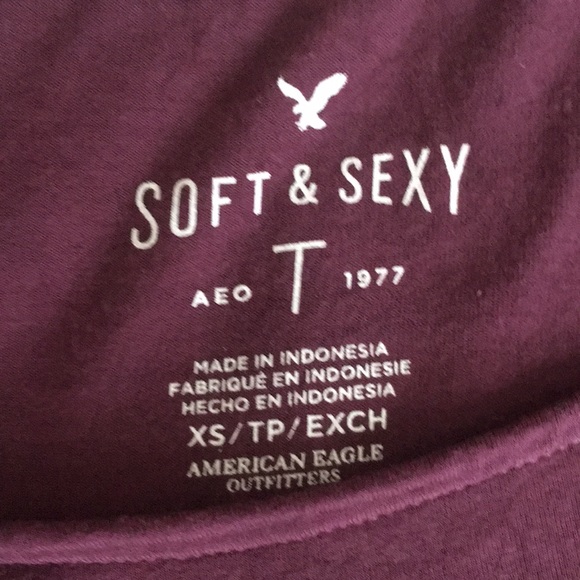 SOFT & SEXY
AEO T 1977
MADE IN INDONESIA
FABRIQUÉ EN INDONESIE
HECHO EN INDONESIA
XS/TP/EXCH
AMERICAN EAGLE
OUTFITTERS